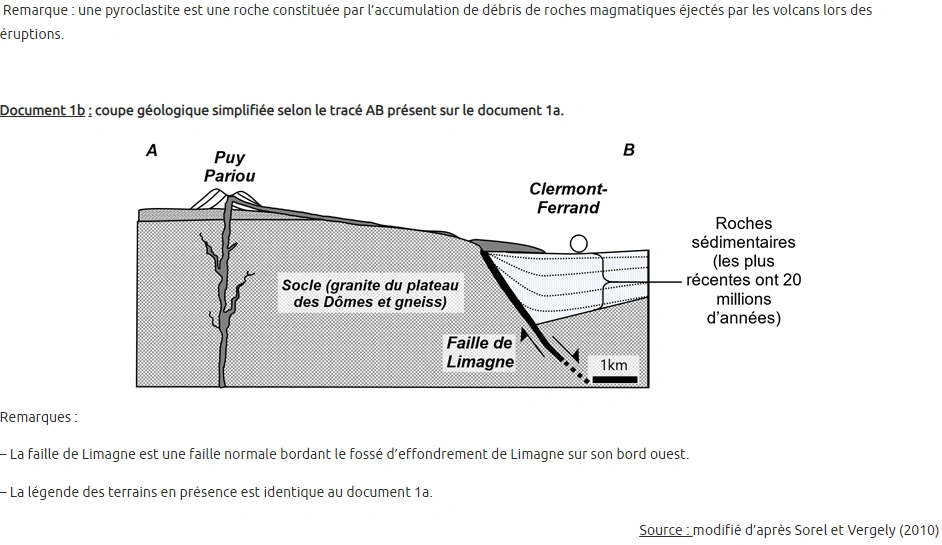 Remarque : une pyroclastite est une roche constituée par l’accumulation de débris de roches magmatiques éjectés par les volcans lors des
éruptions.
Document 1b : coupe géologique simplifiée selon le tracé AB présent sur le document 1a.
A
B
Puy
Pariou
Clermont-
Ferrand
Roches
sédimentaires
(les plus
récentes ont 20
millions
d’années)
Socle (granite du plateau
des Dômes et gneiss)
Faille de
Limagne
1km
Remarques :
– La faille de Limagne est une faille normale bordant le fossé d’effondrement de Limagne sur son bord ouest.
– La légende des terrains en présence est identique au document 1a.
Source : modifié d’après Sorel et Vergely (2010)